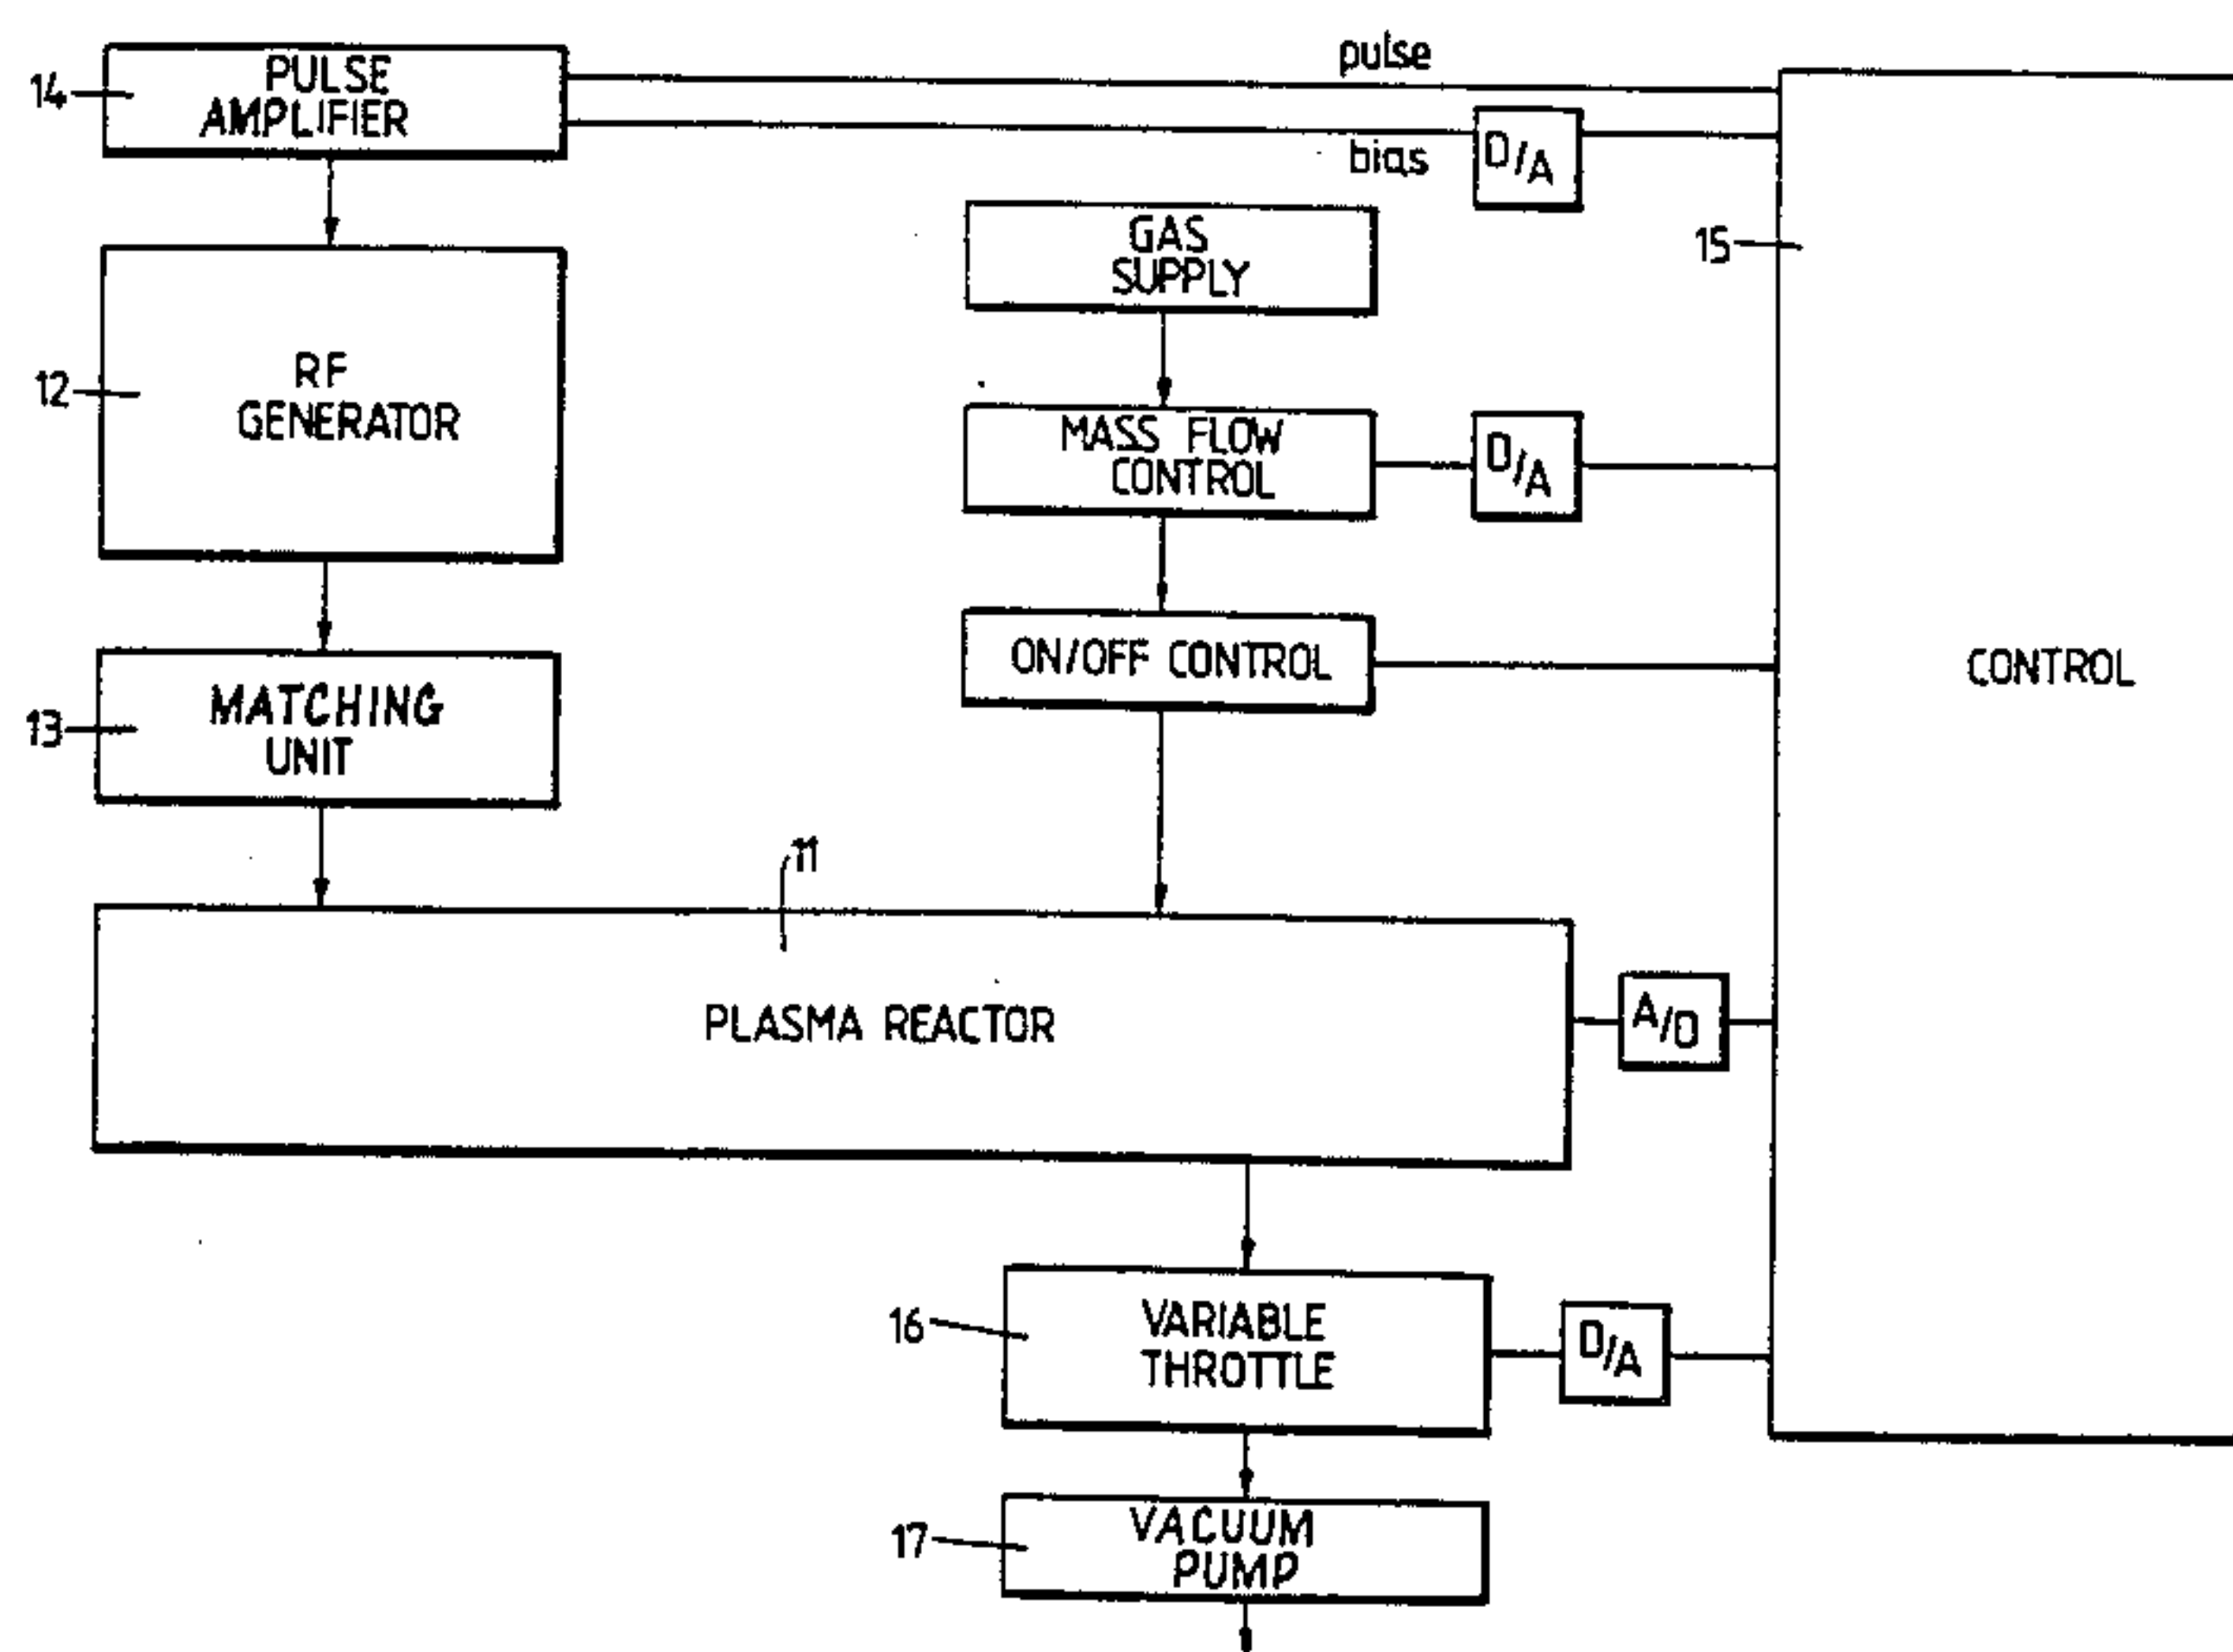 14
PULSE
AMPLIFIER
pulse
bias
D/A
GAS
SUPPLY
15
12
RF
GENERATOR
MASS FLOW
CONTROL
D/A
ON/OFF CONTROL
CONTROL
13
MATCHING
UNIT
11
PLASMA REACTOR
A/D
16
VARIABLE
THROTTLE
D/A
17
VACUUM
PUMP